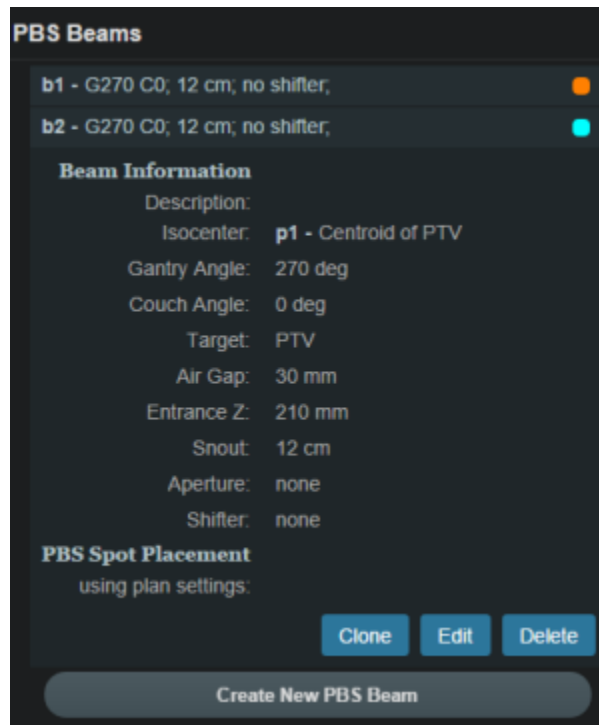 PBS Beams
b1 - G270 C0; 12 cm; no shifter;
b2 - G270 C0; 12 cm; no shifter;
Beam Information
Description:
Isocenter: p1 - Centroid of PTV
Gantry Angle: 270 deg
Couch Angle: 0 deg
Target: PTV
Air Gap: 30 mm
Entrance Z: 210 mm
Snout: 12 cm
Aperture: none
Shifter: none
PBS Spot Placement
using plan settings:
Clone Edit Delete
Create New PBS Beam